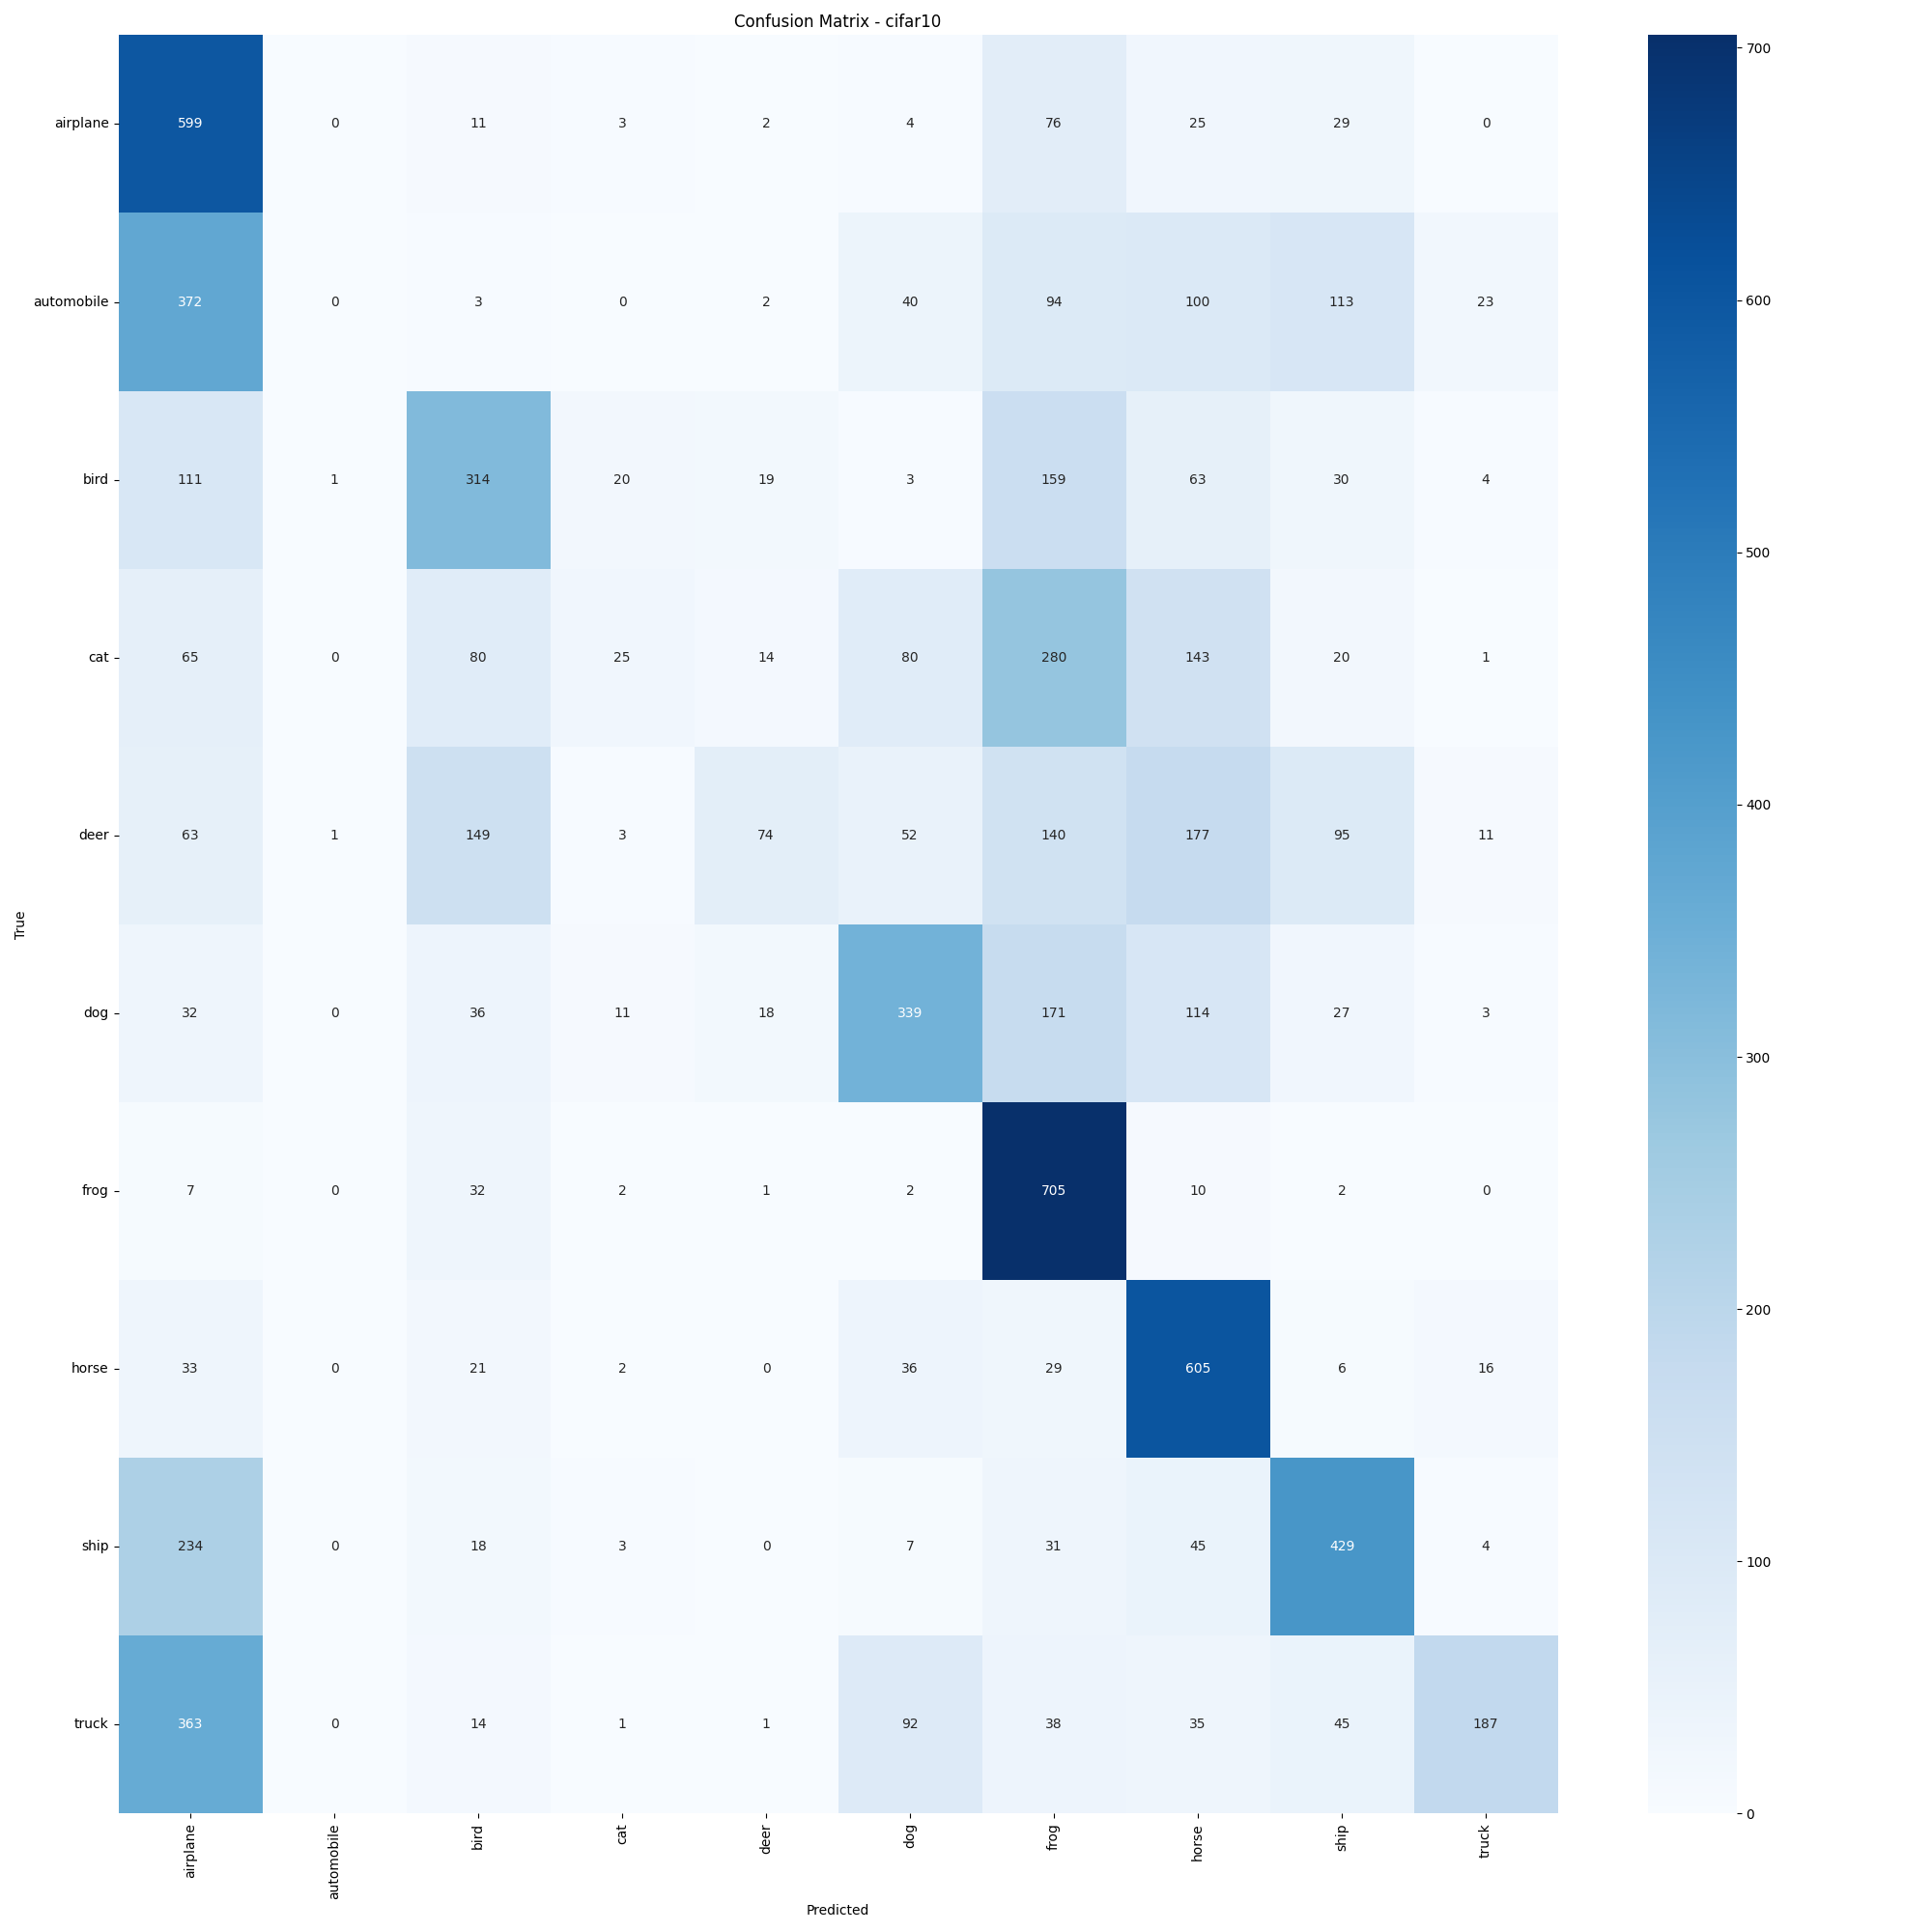 Confusion Matrix - cifar10
airplane 599 0 11 3 2 4 76 25 29 0
automobile 372 0 3 0 2 40 94 100 113 23
bird 111 1 314 20 19 3 159 63 30 4
cat 65 0 80 25 14 80 280 143 20 1
deer 63 1 149 3 74 52 140 177 95 11
dog 32 0 36 11 18 339 171 114 27 3
frog 7 0 32 2 1 2 705 10 2 0
horse 33 0 21 2 0 36 29 605 6 16
ship 234 0 18 3 0 7 31 45 429 4
truck 363 0 14 1 1 92 38 35 45 187
airplane automobile bird cat deer dog frog horse ship truck
Predicted
True
700
600
500
400
300
200
100
0